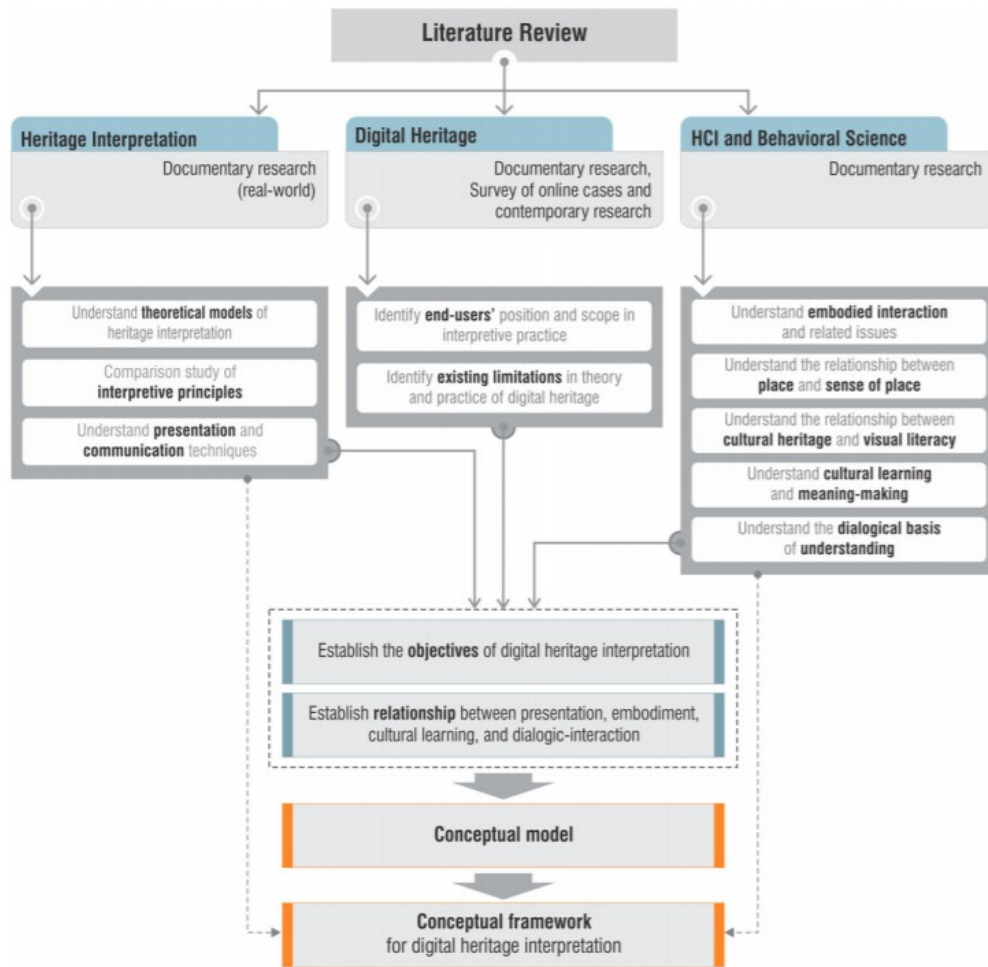 Literature Review
Heritage Interpretation
Documentary research
(real-world)
Digital Heritage
Documentary research,
Survey of online cases and
contemporary research
HCI and Behavioral Science
Documentary research
Understand theoretical models of
heritage interpretation
Comparison study of
interpretive principles
Understand presentation and
communication techniques
Identify end-users' position and scope in
interpretive practice
Identify existing limitations in theory
and practice of digital heritage
Understand embodied interaction
and related issues
Understand the relationship between
place and sense of place
Understand the relationship between
cultural heritage and visual literacy
Understand cultural learning
and meaning-making
Understand the dialogical basis
of understanding
Establish the objectives of digital heritage interpretation
Establish relationship between presentation, embodiment,
cultural learning, and dialogic-interaction
Conceptual model
Conceptual framework
for digital heritage interpretation